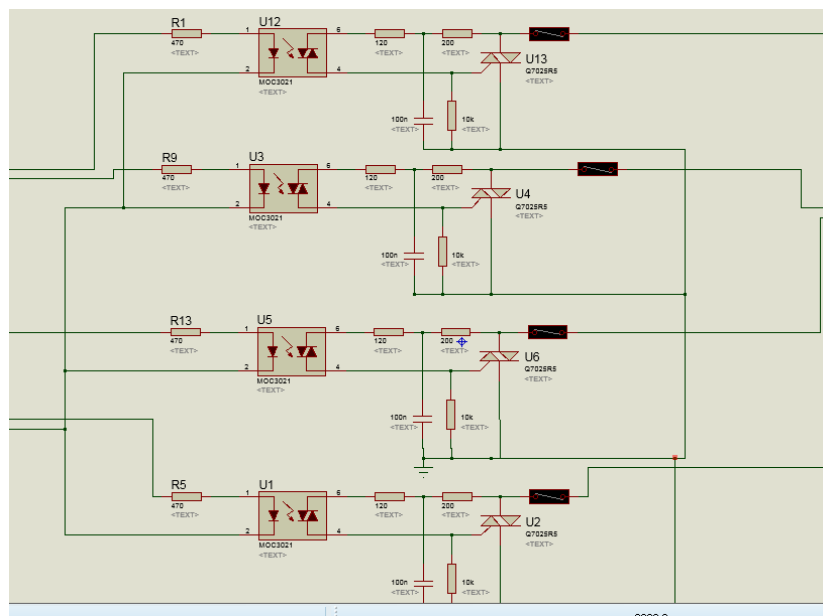 R1
470
<TEXT>
U12
1
2
6
4
MOC3021
<TEXT>
120
<TEXT>
200
<TEXT>
U13
Q7025R5
<TEXT>
100n
<TEXT>
10k
<TEXT>
R9
470
<TEXT>
U3
1
2
6
4
MOC3021
<TEXT>
120
<TEXT>
200
<TEXT>
U4
Q7025R5
<TEXT>
100n
<TEXT>
10k
<TEXT>
R13
470
<TEXT>
U5
1
2
6
4
MOC3021
<TEXT>
120
<TEXT>
200
<TEXT>
U6
Q7025R5
<TEXT>
100n
<TEXT>
10k
<TEXT>
R5
470
<TEXT>
U1
1
2
6
4
MOC3021
<TEXT>
120
<TEXT>
200
<TEXT>
U2
Q7025R5
<TEXT>
100n
<TEXT>
10k
<TEXT>